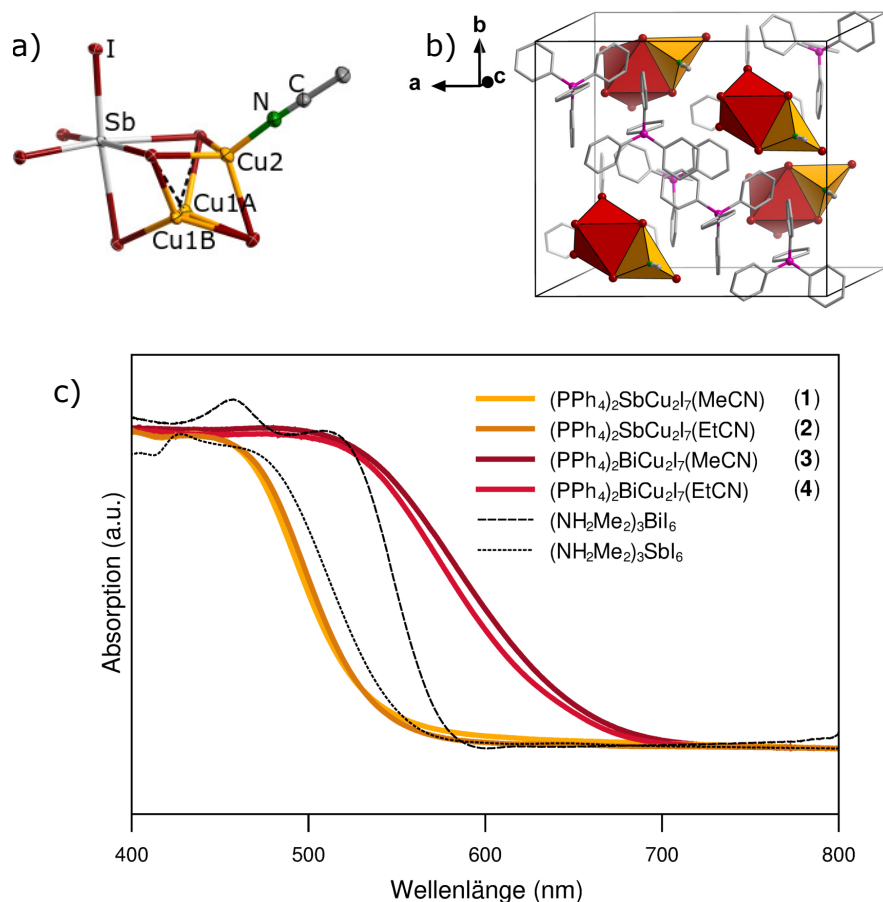 a)
I
Sb
N
C
Cu2
Cu1A
Cu1B
b)
b
a
c
c)
(PPh₄)₂SbCu₂I₇(MeCN) (1)
(PPh₄)₂SbCu₂I₇(EtCN) (2)
(PPh₄)₂BiCu₂I₇(MeCN) (3)
(PPh₄)₂BiCu₂I₇(EtCN) (4)
(NH₂Me₂)₃BiI₆
(NH₂Me₂)₃SbI₆
Absorption (a.u.)
400 500 600 700 800
Wellenlänge (nm)